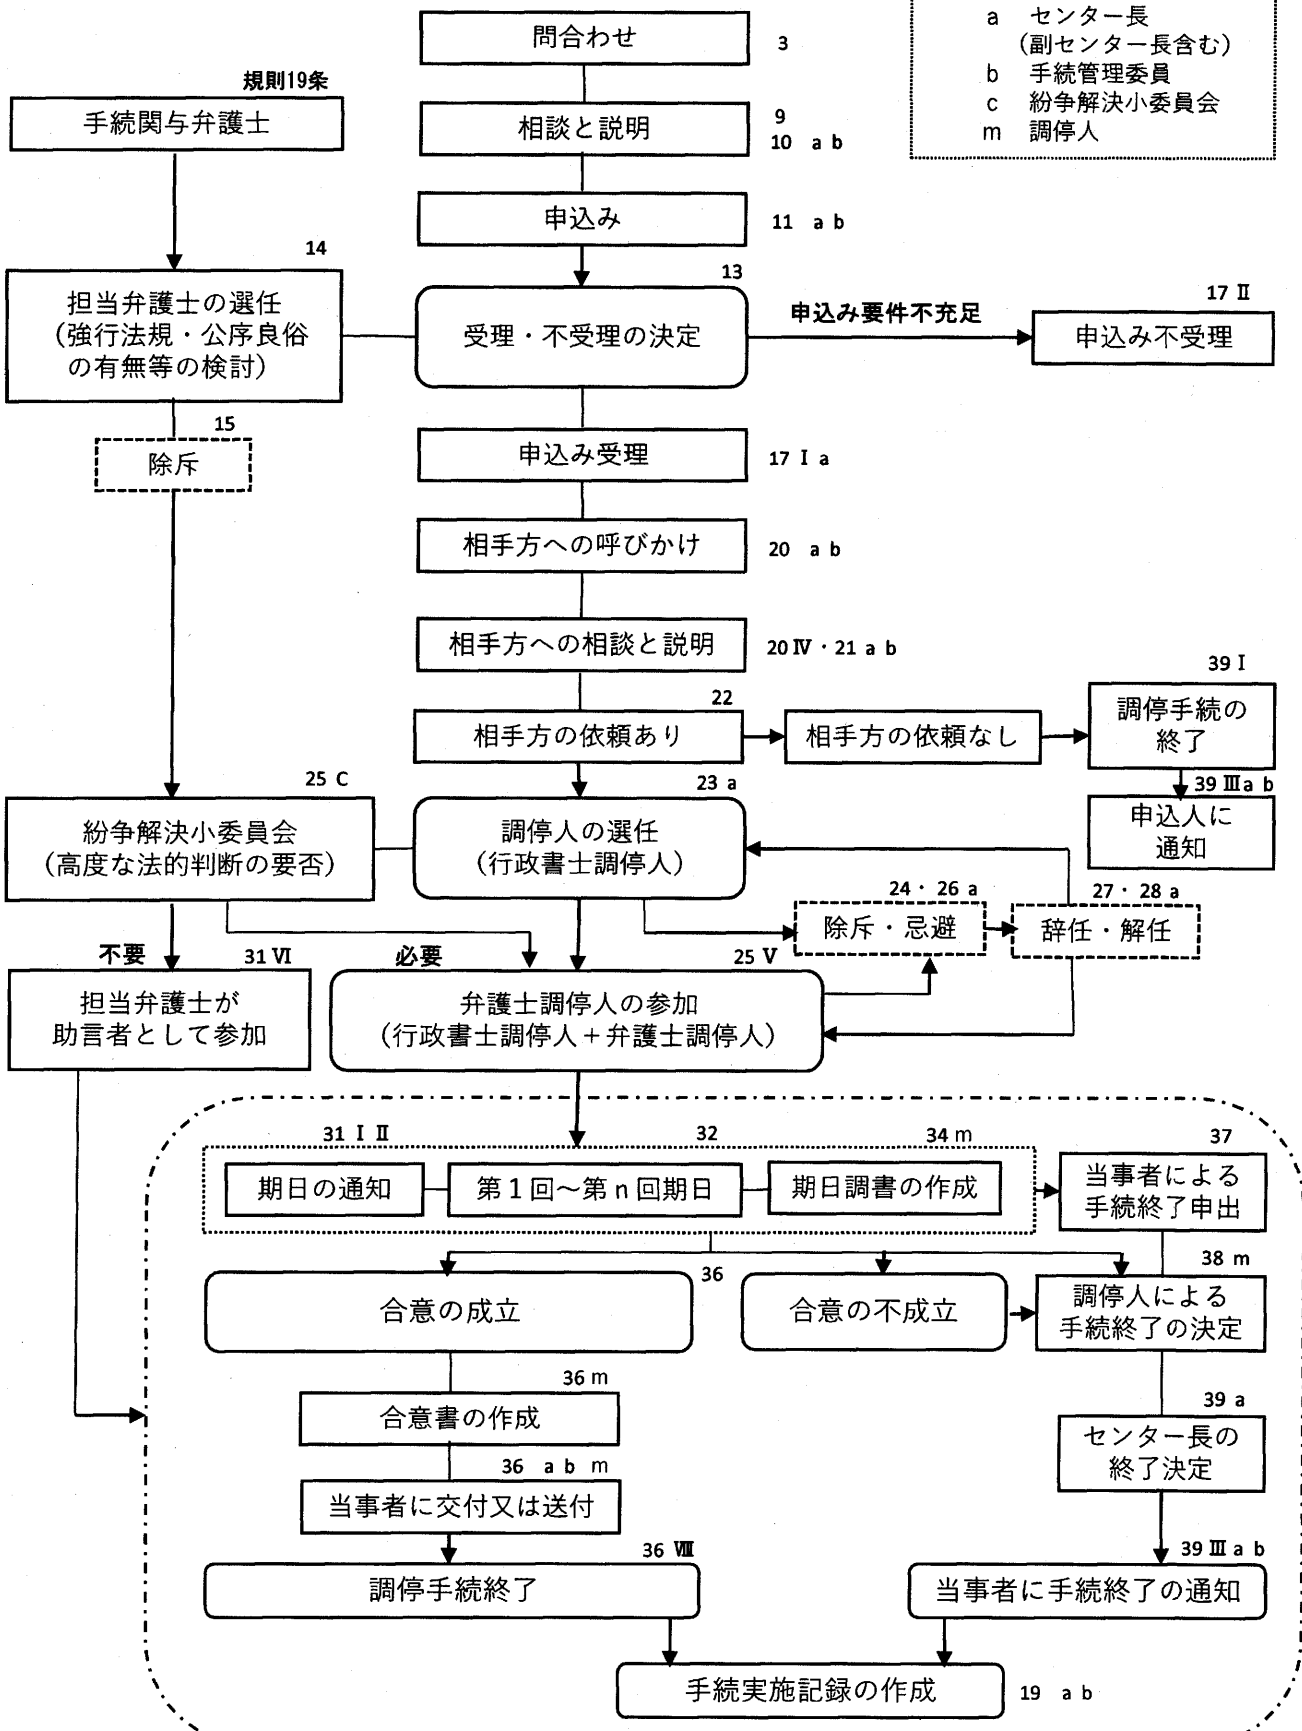 a センター長
(副センター長含む)
b 手続管理委員
c 紛争解決小委員会
m 調停人
問合わせ
3
規則19条
手続関与弁護士
相談と説明
9
10 a b
申込み
11 a b
14
担当弁護士の選任
(強行法規・公序良俗
の有無等の検討)
13
受理・不受理の決定
申込み要件不充足
17 Ⅱ
申込み不受理
15
除斥
申込み受理
17 Ⅰ a
相手方への呼びかけ
20 a b
相手方への相談と説明
20 Ⅳ・21 a b
22
相手方の依頼あり
相手方の依頼なし
39 Ⅰ
調停手続の
終了
39 Ⅲ a b
申込人に
通知
25 C
紛争解決小委員会
(高度な法的判断の要否)
23 a
調停人の選任
(行政書士調停人)
24・26 a
除斥・忌避
27・28 a
辞任・解任
不要
31 Ⅵ
担当弁護士が
助言者として参加
必要
25 Ⅴ
弁護士調停人の参加
(行政書士調停人+弁護士調停人)
31 Ⅰ Ⅱ
期日の通知
32
第1回~第n回期日
34 m
期日調書の作成
37
当事者による
手続終了申出
36
合意の成立
合意の不成立
38 m
調停人による
手続終了の決定
36 m
合意書の作成
39 a
センター長の
終了決定
36 a b m
当事者に交付又は送付
36 Ⅷ
調停手続終了
39 Ⅲ a b
当事者に手続終了の通知
手続実施記録の作成
19 a b